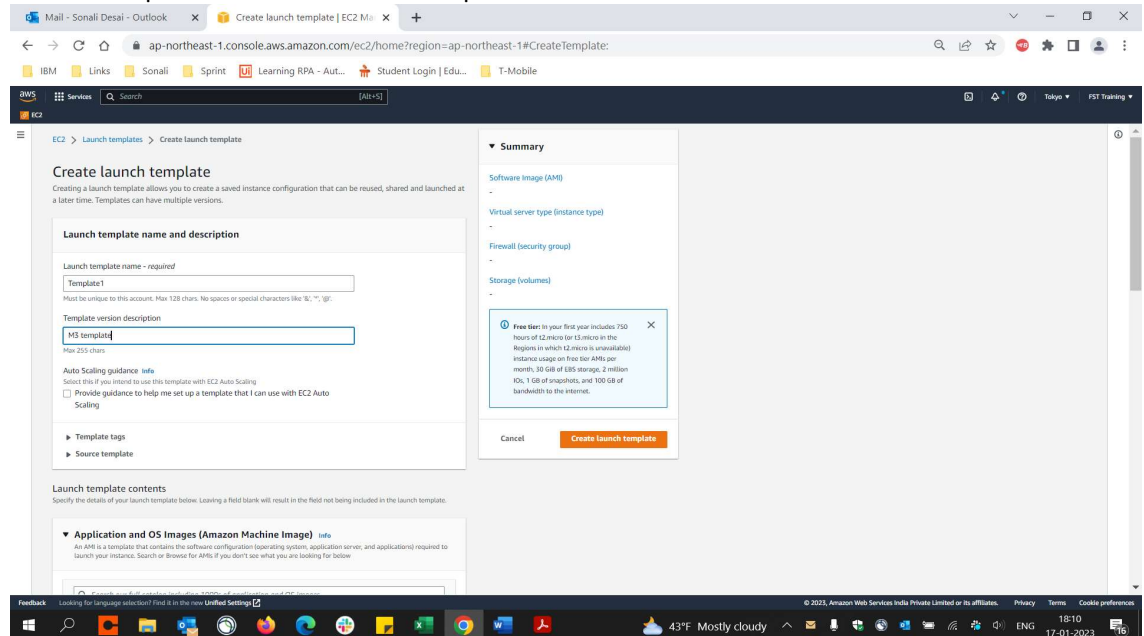 Mail - Sonali Desai - Outlook
Create launch template | EC2 Ma
ap-northeast-1.console.aws.amazon.com/ec2/home?region=ap-northeast-1#CreateTemplate:
IBM Links Sonali Sprint Learning RPA - Aut... Student Login | Edu... T-Mobile
aws Services Search [Alt+S] Tokyo ▼ FST Training ▼
EC2
EC2 > Launch templates > Create launch template
Create launch template
Creating a launch template allows you to create a saved instance configuration that can be reused, shared and launched at
a later time. Templates can have multiple versions.
Launch template name and description
Launch template name - required
Template1
Must be unique to this account. Max 128 chars. No spaces or special characters like '&', '*', '@'.
Template version description
M3 template
Max 255 chars
Auto Scaling guidance Info
Select this if you intend to use this template with EC2 Auto Scaling
Provide guidance to help me set up a template that I can use with EC2 Auto
Scaling
Template tags
Source template
Launch template contents
Specify the details of your launch template below. Leaving a field blank will result in the field not being included in the launch template.
Application and OS Images (Amazon Machine Image) Info
An AMI is a template that contains the software configuration (operating system, application server, and applications) required to
launch your instance. Search or Browse for AMIs if you don't see what you are looking for below
Summary
Software Image (AMI)
-
Virtual server type (instance type)
-
Firewall (security group)
-
Storage (volumes)
-
Free tier: In your first year includes 750
hours of t2.micro (or t3.micro in the
Regions in which t2.micro is unavailable)
instance usage on free tier AMIs per
month, 30 GiB of EBS storage, 2 million
IOs, 1 GB of snapshots, and 100 GB of
bandwidth to the internet.
Cancel Create launch template
Feedback Looking for language selection? Find it in the new Unified Settings © 2023, Amazon Web Services India Private Limited or its affiliates. Privacy Terms Cookie preferences
43°F Mostly cloudy ENG 18:10
17-01-2023